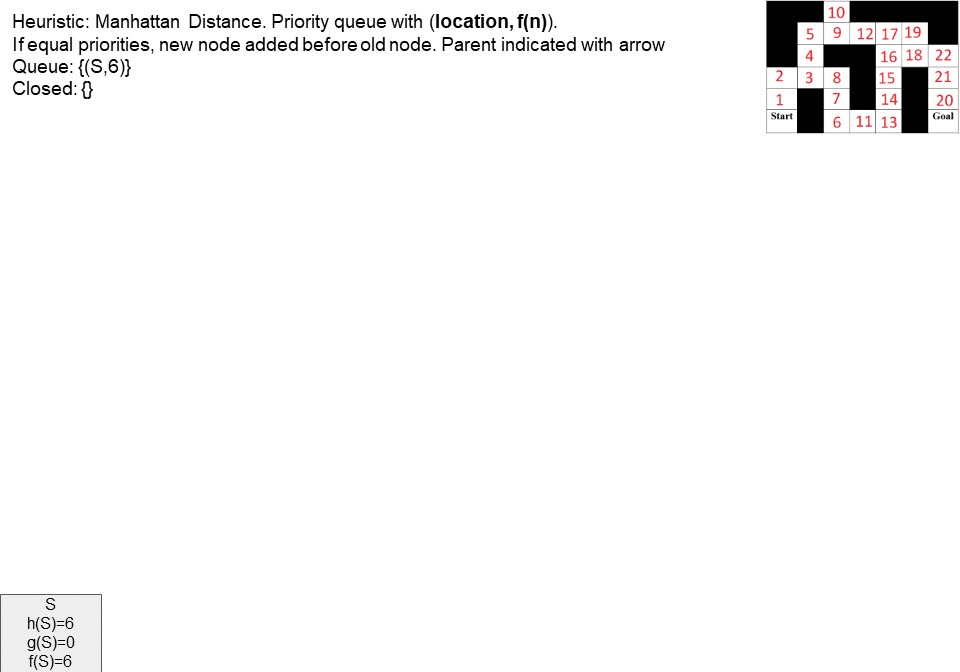 Heuristic: Manhattan Distance. Priority queue with (location, f(n)).
If equal priorities, new node added before old node. Parent indicated with arrow
Queue: {(S,6)}
Closed: {}
10
5 9 12 17 19
4 16 18 22
2 3 8 15 21
1 7 14 20
Start 6 11 13 Goal
S
h(S)=6
g(S)=0
f(S)=6